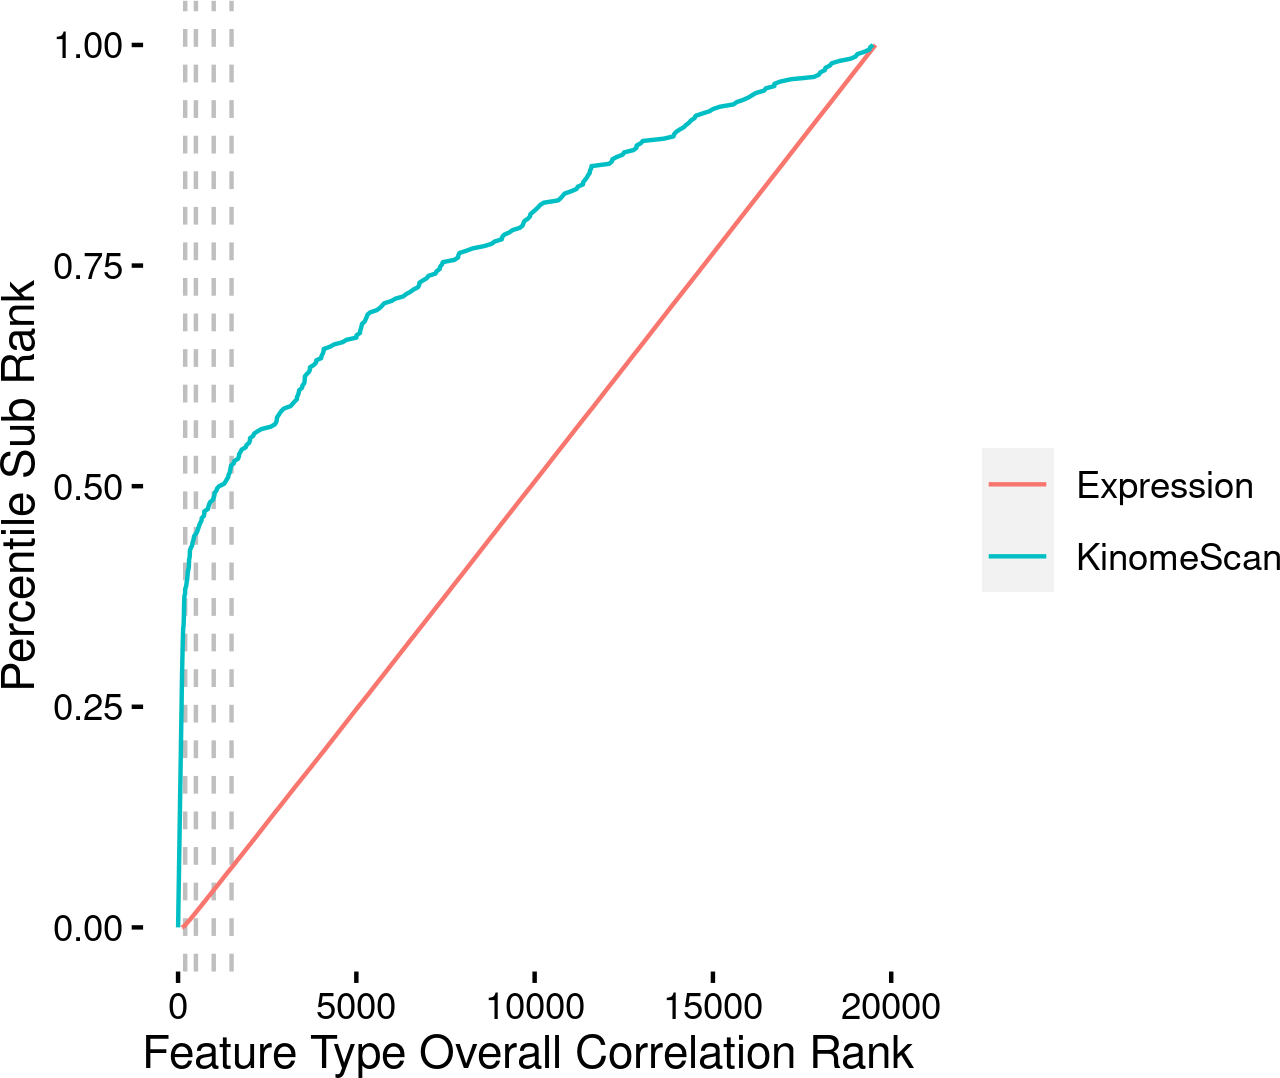 1.00
0.75
0.50
0.25
0.00
Percentile Sub Rank
0
5000
10000
15000
20000
Feature Type Overall Correlation Rank
Expression
KinomeScan